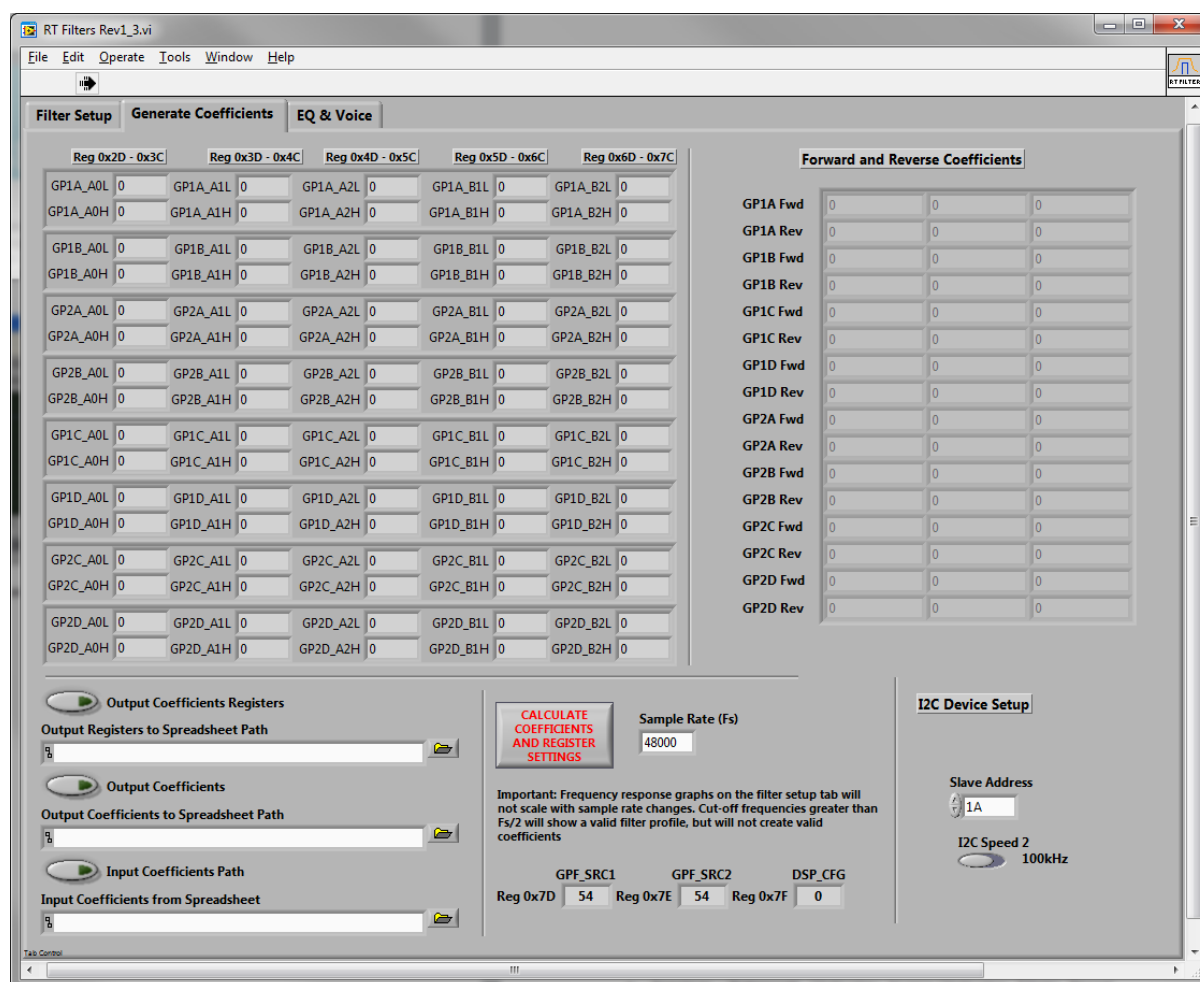 RT Filters Rev1_3.vi
File Edit Operate Tools Window Help
RT FILTER
Filter Setup Generate Coefficients EQ & Voice
Reg 0x2D - 0x3C Reg 0x3D - 0x4C Reg 0x4D - 0x5C Reg 0x5D - 0x6C Reg 0x6D - 0x7C
GP1A_A0L 0 GP1A_A1L 0 GP1A_A2L 0 GP1A_B1L 0 GP1A_B2L 0
GP1A_A0H 0 GP1A_A1H 0 GP1A_A2H 0 GP1A_B1H 0 GP1A_B2H 0
GP1B_A0L 0 GP1B_A1L 0 GP1B_A2L 0 GP1B_B1L 0 GP1B_B2L 0
GP1B_A0H 0 GP1B_A1H 0 GP1B_A2H 0 GP1B_B1H 0 GP1B_B2H 0
GP2A_A0L 0 GP2A_A1L 0 GP2A_A2L 0 GP2A_B1L 0 GP2A_B2L 0
GP2A_A0H 0 GP2A_A1H 0 GP2A_A2H 0 GP2A_B1H 0 GP2A_B2H 0
GP2B_A0L 0 GP2B_A1L 0 GP2B_A2L 0 GP2B_B1L 0 GP2B_B2L 0
GP2B_A0H 0 GP2B_A1H 0 GP2B_A2H 0 GP2B_B1H 0 GP2B_B2H 0
GP1C_A0L 0 GP1C_A1L 0 GP1C_A2L 0 GP1C_B1L 0 GP1C_B2L 0
GP1C_A0H 0 GP1C_A1H 0 GP1C_A2H 0 GP1C_B1H 0 GP1C_B2H 0
GP1D_A0L 0 GP1D_A1L 0 GP1D_A2L 0 GP1D_B1L 0 GP1D_B2L 0
GP1D_A0H 0 GP1D_A1H 0 GP1D_A2H 0 GP1D_B1H 0 GP1D_B2H 0
GP2C_A0L 0 GP2C_A1L 0 GP2C_A2L 0 GP2C_B1L 0 GP2C_B2L 0
GP2C_A0H 0 GP2C_A1H 0 GP2C_A2H 0 GP2C_B1H 0 GP2C_B2H 0
GP2D_A0L 0 GP2D_A1L 0 GP2D_A2L 0 GP2D_B1L 0 GP2D_B2L 0
GP2D_A0H 0 GP2D_A1H 0 GP2D_A2H 0 GP2D_B1H 0 GP2D_B2H 0
Forward and Reverse Coefficients
GP1A Fwd 0 0 0
GP1A Rev 0 0 0
GP1B Fwd 0 0 0
GP1B Rev 0 0 0
GP1C Fwd 0 0 0
GP1C Rev 0 0 0
GP1D Fwd 0 0 0
GP1D Rev 0 0 0
GP2A Fwd 0 0 0
GP2A Rev 0 0 0
GP2B Fwd 0 0 0
GP2B Rev 0 0 0
GP2C Fwd 0 0 0
GP2C Rev 0 0 0
GP2D Fwd 0 0 0
GP2D Rev 0 0 0
Output Coefficients Registers
Output Registers to Spreadsheet Path
Output Coefficients
Output Coefficients to Spreadsheet Path
Input Coefficients Path
Input Coefficients from Spreadsheet
Tab Control
CALCULATE
COEFFICIENTS
AND REGISTER
SETTINGS
Sample Rate (Fs)
48000
Important: Frequency response graphs on the filter setup tab will
not scale with sample rate changes. Cut-off frequencies greater than
Fs/2 will show a valid filter profile, but will not create valid
coefficients
GPF_SRC1 GPF_SRC2 DSP_CFG
Reg 0x7D 54 Reg 0x7E 54 Reg 0x7F 0
I2C Device Setup
Slave Address
1A
I2C Speed 2
100kHz